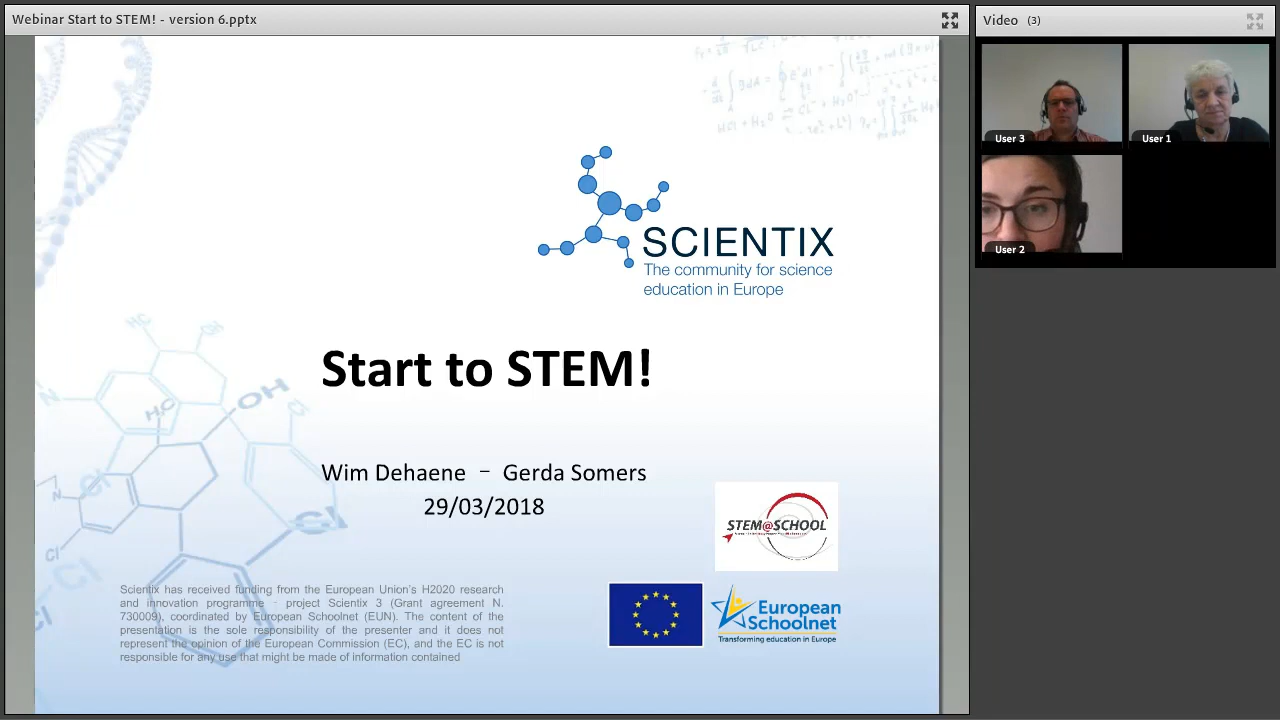 Webinar Start to STEM! - version 6.pptx
Video (3)
User 3
User 1
User 2
SCIENTIX
The community for science
education in Europe
Start to STEM!
Wim Dehaene – Gerda Somers
29/03/2018
STEM@SCHOOL
Scientix has received funding from the European Union's H2020 research
and innovation programme - project Scientix 3 (Grant agreement N.
730009), coordinated by European Schoolnet (EUN). The content of the
presentation is the sole responsibility of the presenter and it does not
represent the opinion of the European Commission (EC), and the EC is not
responsible for any use that might be made of information contained
European
Schoolnet
Transforming education in Europe
H₃C
OH
N
Cl